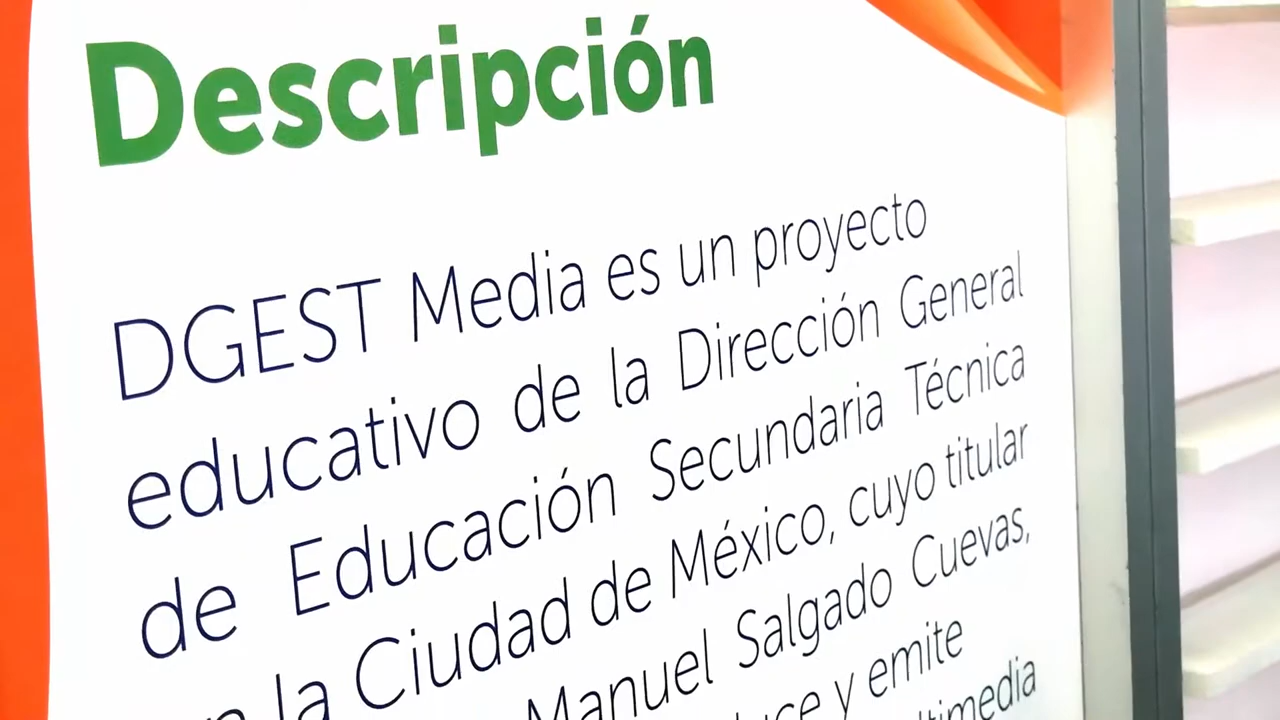 Descripción
DGEST Media es un proyecto
educativo de la Dirección General
de Educación Secundaria Técnica
la Ciudad de México, cuyo titular
Manuel Salgado Cuevas,
y emite